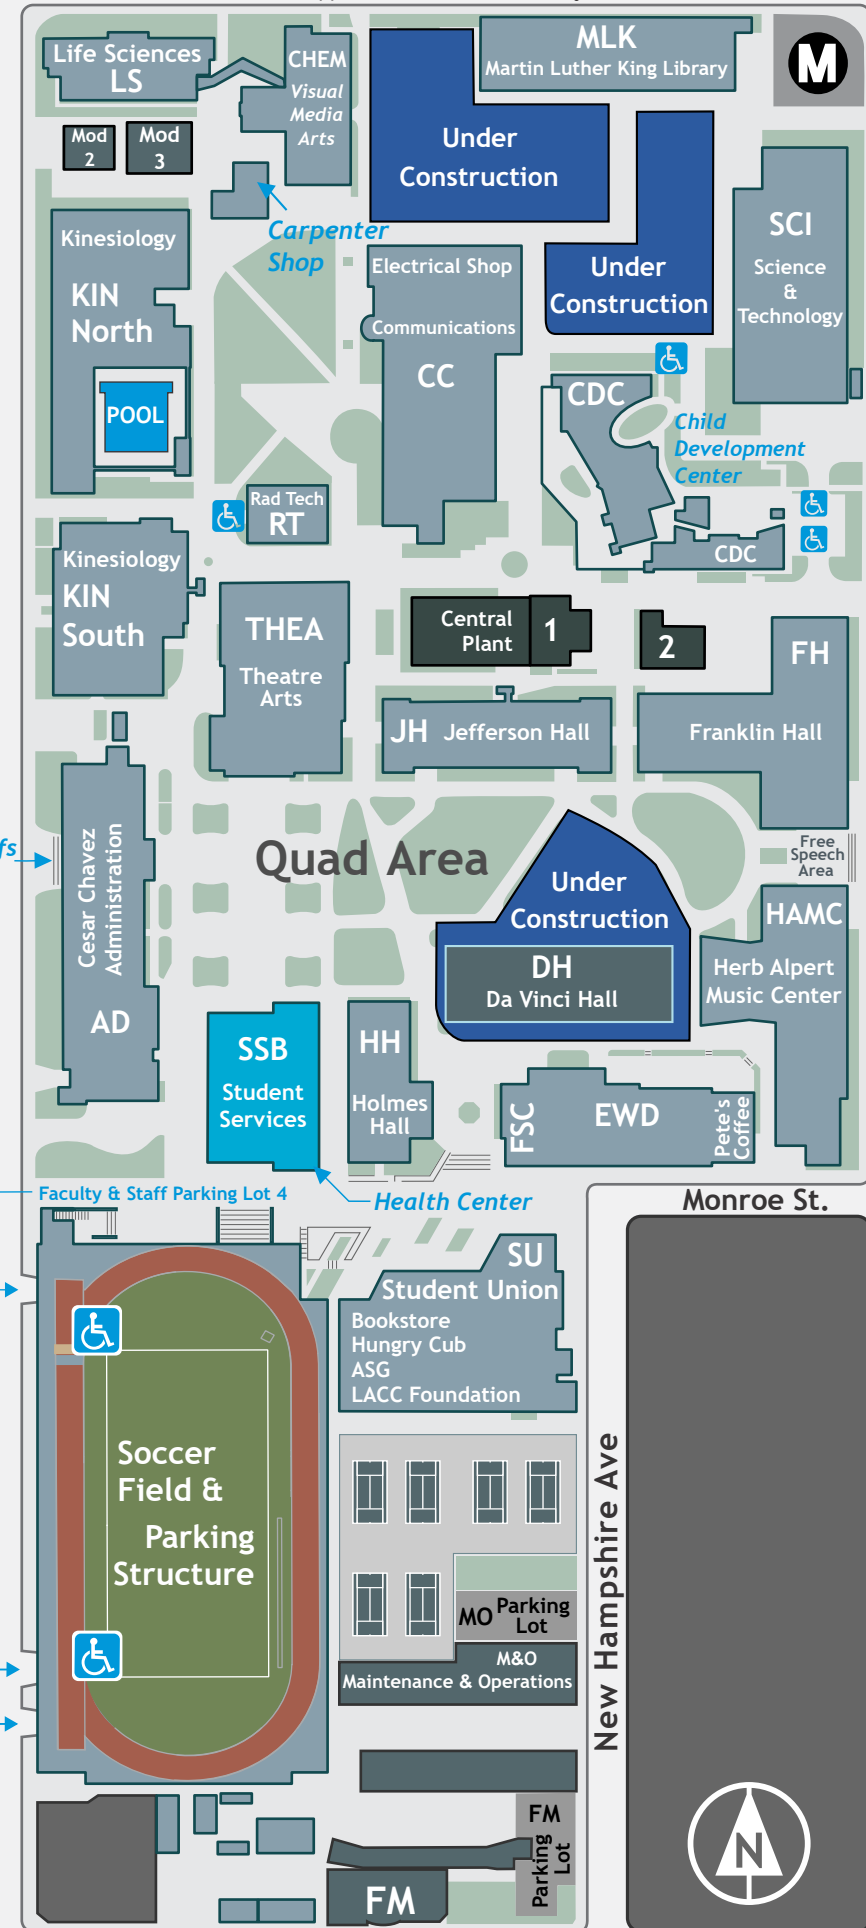 Life Sciences
LS
CHEM
Visual
Media
Arts
MLK
Martin Luther King Library
M
Mod
2
Mod
3
Under
Construction
Carpenter
Shop
Kinesiology
KIN
North
POOL
Electrical Shop
Communications
CC
Under
Construction
SCI
Science
&
Technology
CDC
Child
Development
Center
CDC
Rad Tech
RT
Kinesiology
KIN
South
THEA
Theatre
Arts
Central
Plant
1
2
FH
Franklin Hall
JH Jefferson Hall
Quad Area
Cesar Chavez
Administration
AD
Under
Construction
DH
Da Vinci Hall
Free
Speech
Area
HAMC
Herb Alpert
Music Center
SSB
Student
Services
HH
Holmes
Hall
FSC
EWD
Pete's
Coffee
Faculty & Staff Parking Lot 4
Health Center
Monroe St.
SU
Student Union
Bookstore
Hungry Cub
ASG
LACC Foundation
Soccer
Field &
Parking
Structure
New Hampshire Ave
MO Parking
Lot
M&O
Maintenance & Operations
FM
Parking
Lot
FM
N